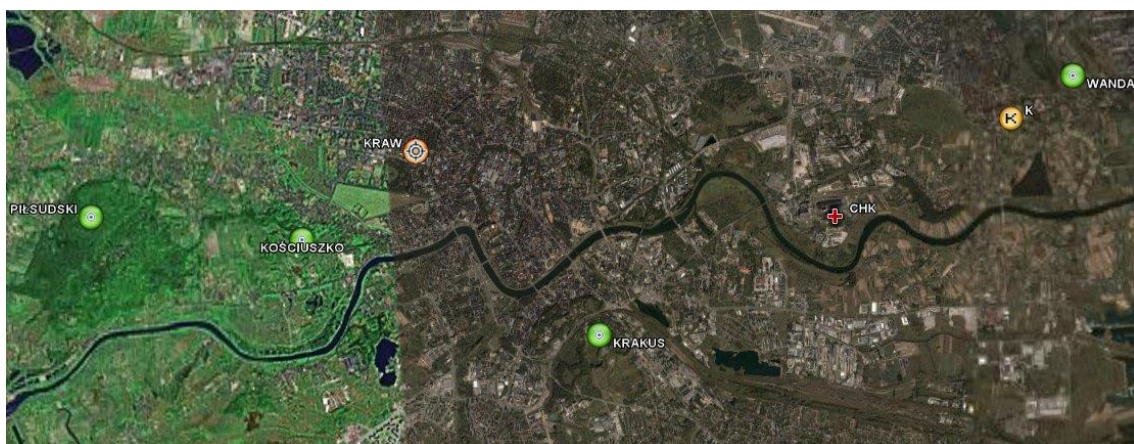 WANDA
K
KRAW
PIŁSUDSKI
CHK
KOŚCIUSZKO
KRAKUS